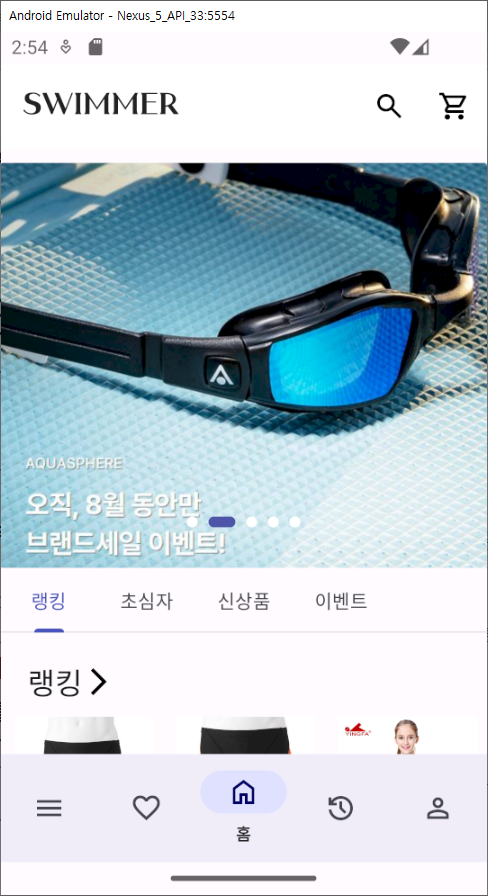 Android Emulator - Nexus_5_API_33:5554
2:54
SWIMMER
AQUASPHERE
오직, 8월 동안만
브랜드세일 이벤트!
랭킹 초심자 신상품 이벤트
랭킹
YINGFA
홈